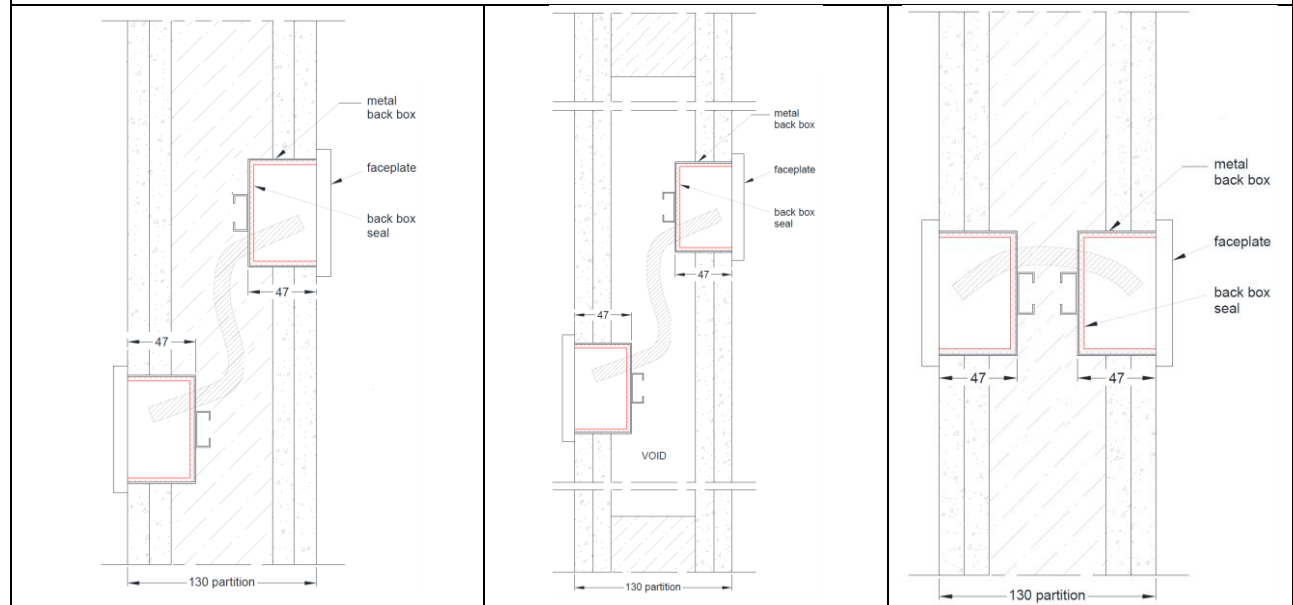 metal
back box
faceplate
back box
seal
47
47
130 partition
metal
back box
faceplate
back box
seal
47
47
VOID
130 partition
metal
back box
faceplate
back box
seal
47
47
130 partition